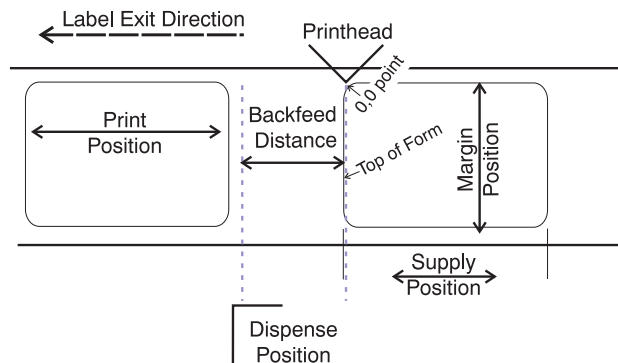 Label Exit Direction
Printhead
0,0 point
Print
Position
Backfeed
Distance
Top of Form
Margin
Position
Supply
Position
Dispense
Position